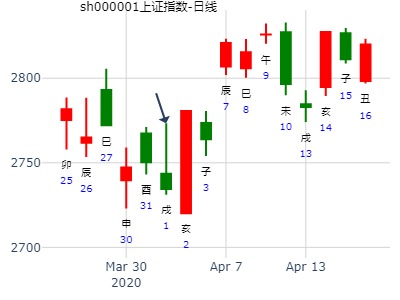 sh000001上证指数-日线
2800
2750
2700
卯
25
辰
26
巳
27
申
30
酉
31
戌
1
亥
2
子
3
辰
7
巳
8
午
9
未
10
戌
13
亥
14
子
15
丑
16
Mar 30
2020
Apr 7
Apr 13